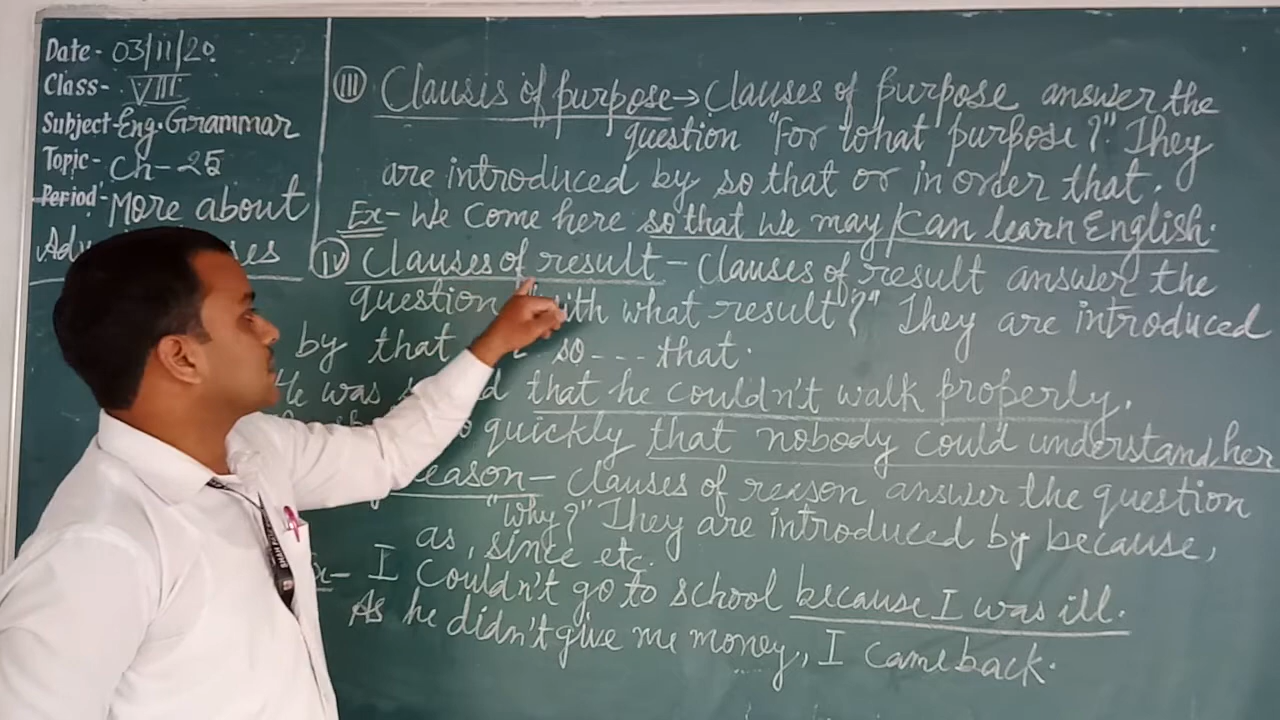 Date- 03/11/20
Class- VIII
Subject-Eng. Grammar
Topic- Ch-25
Period- More about
III Clauses of purpose→Clauses of purpose answer the
question "For what purpose?" They
are introduced by so that or in order that.
Ex- We come here so that we may/can learn English.
IV Clauses of result - Clauses of result answer the
question what result"?" They are introduced
by that so---that.
He was that he couldn't walk properly.
quickly that nobody could understand her
reason- clauses of reason answer the question
"Why?" They are introduced by because,
as, since etc.
I couldn't go to school because I was ill.
As he didn't give me money, I came back.